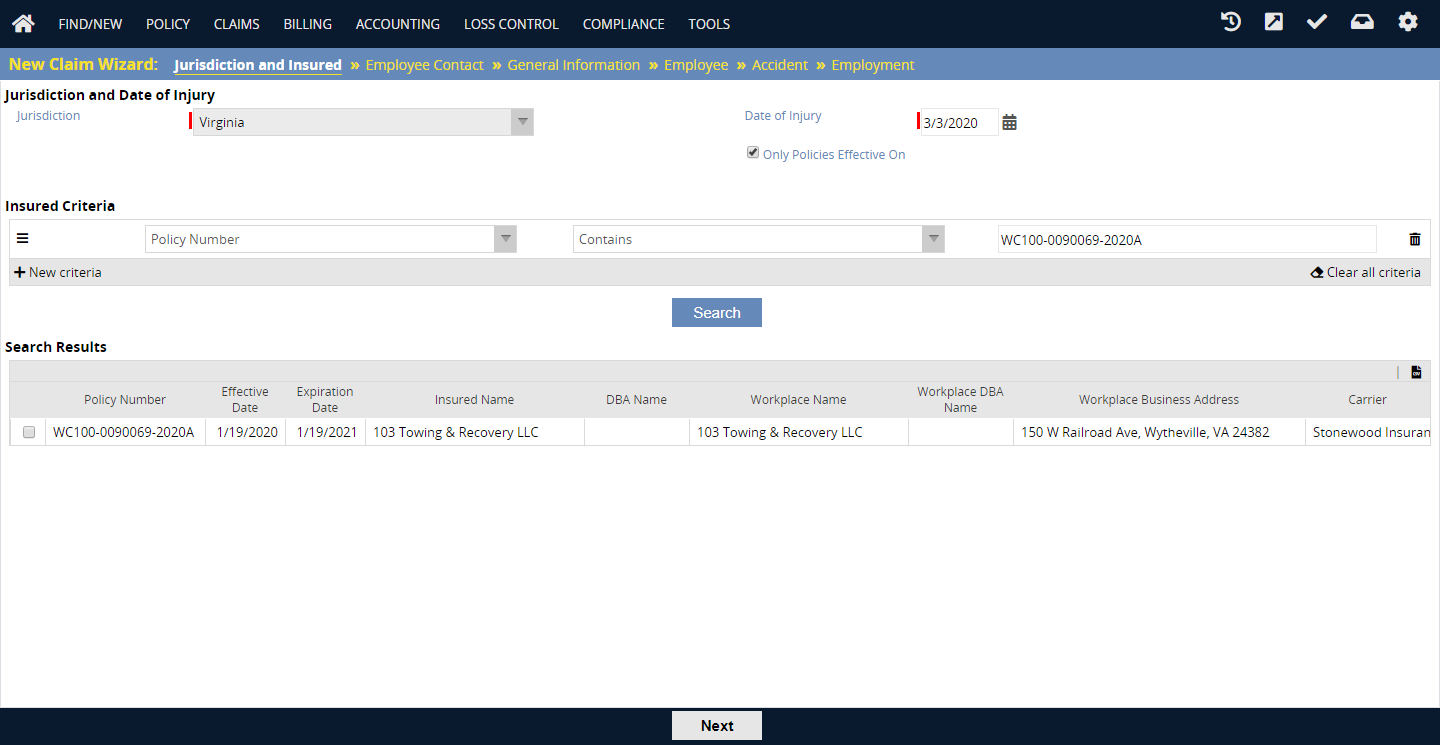 FIND/NEW POLICY CLAIMS BILLING ACCOUNTING LOSS CONTROL COMPLIANCE TOOLS
New Claim Wizard: Jurisdiction and Insured » Employee Contact » General Information » Employee » Accident » Employment
Jurisdiction and Date of Injury
Jurisdiction Virginia Date of Injury 3/3/2020
Only Policies Effective On
Insured Criteria
Policy Number Contains WC100-0090069-2020A
New criteria Clear all criteria
Search
Search Results
Policy Number Effective Date Expiration Date Insured Name DBA Name Workplace Name Workplace DBA Name Workplace Business Address Carrier
WC100-0090069-2020A 1/19/2020 1/19/2021 103 Towing & Recovery LLC 103 Towing & Recovery LLC 150 W Railroad Ave, Wytheville, VA 24382 Stonewood Insuran
Next